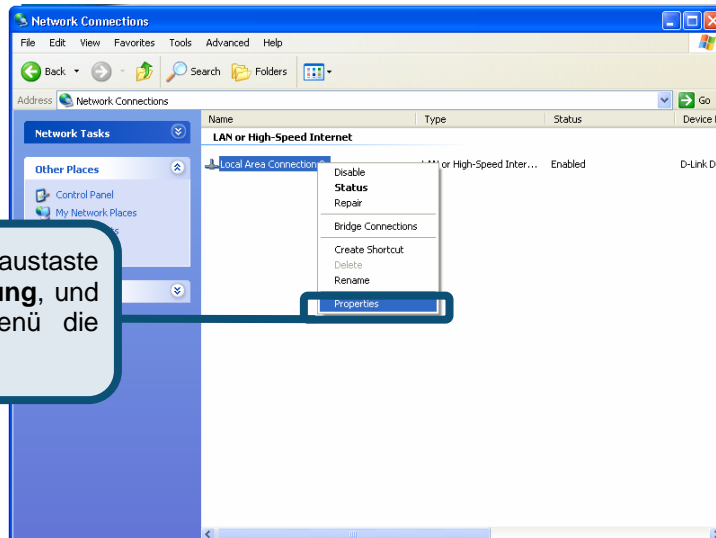 Network Connections
File Edit View Favorites Tools Advanced Help
Back Search Folders
Address Network Connections Go
Name Type Status Device
Network Tasks
LAN or High-Speed Internet
Other Places
Local Area Connection or High-Speed Inter... Enabled D-Link D
Control Panel
My Network Places
Disable
Status
Repair
Bridge Connections
Create Shortcut
Delete
Rename
Properties
austaste
ung, und
enü die